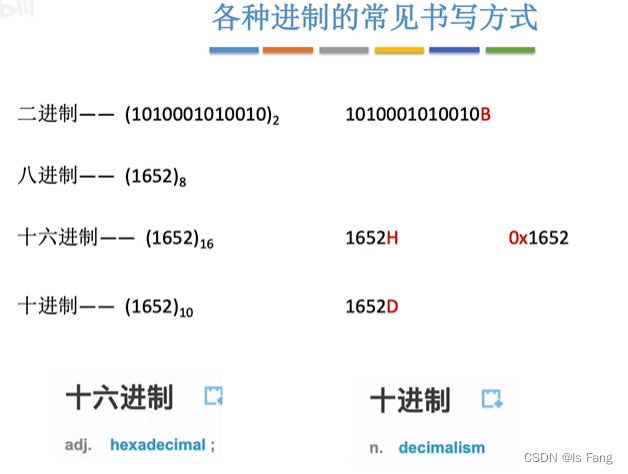 各种进制的常见书写方式
二进制—— (1010001010010)₂ 1010001010010B
八进制—— (1652)₈
十六进制—— (1652)₁₆ 1652H 0x1652
十进制—— (1652)₁₀ 1652D
十六进制 十进制
adj. hexadecimal ; n. decimalism
CSDN @ls Fang